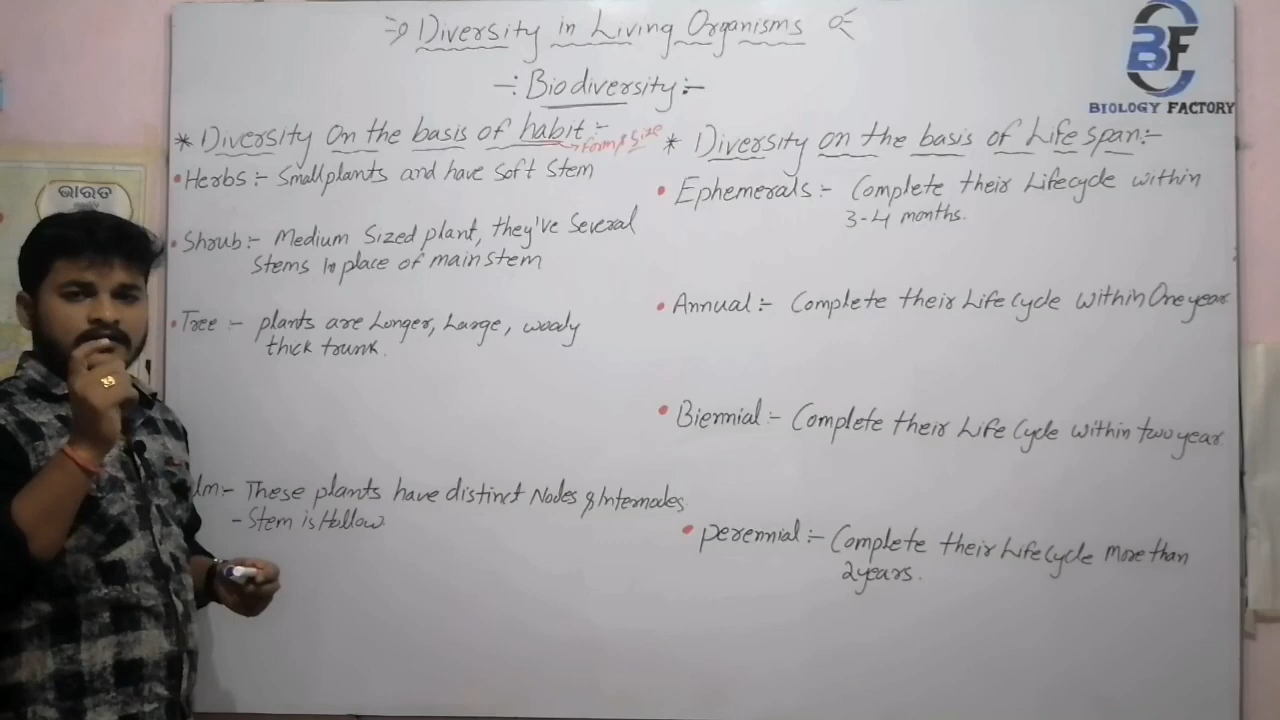 Diversity in Living Organisms
-: Biodiversity :-
BF
BIOLOGY FACTORY
* Diversity On the basis of habit :-
Form & Size
• Herbs :- Small plants and have soft stem
• Shrub :- Medium Sized plant, they've Several
Stems In place of main stem
• Tree :- plants are Longer, Large, woody
thick trunk.
lm :- These plants have distinct Nodes & Internodes
- Stem is Hollow
* Diversity on the basis of Life span :-
• Ephemerals :- Complete their Lifecycle within
3-4 months.
• Annual :- Complete their Life Cycle within One year
• Biennial :- Complete their Life Cycle within two year
• perennial :- Complete their Life Cycle More than
2 years.
ଭାରତ